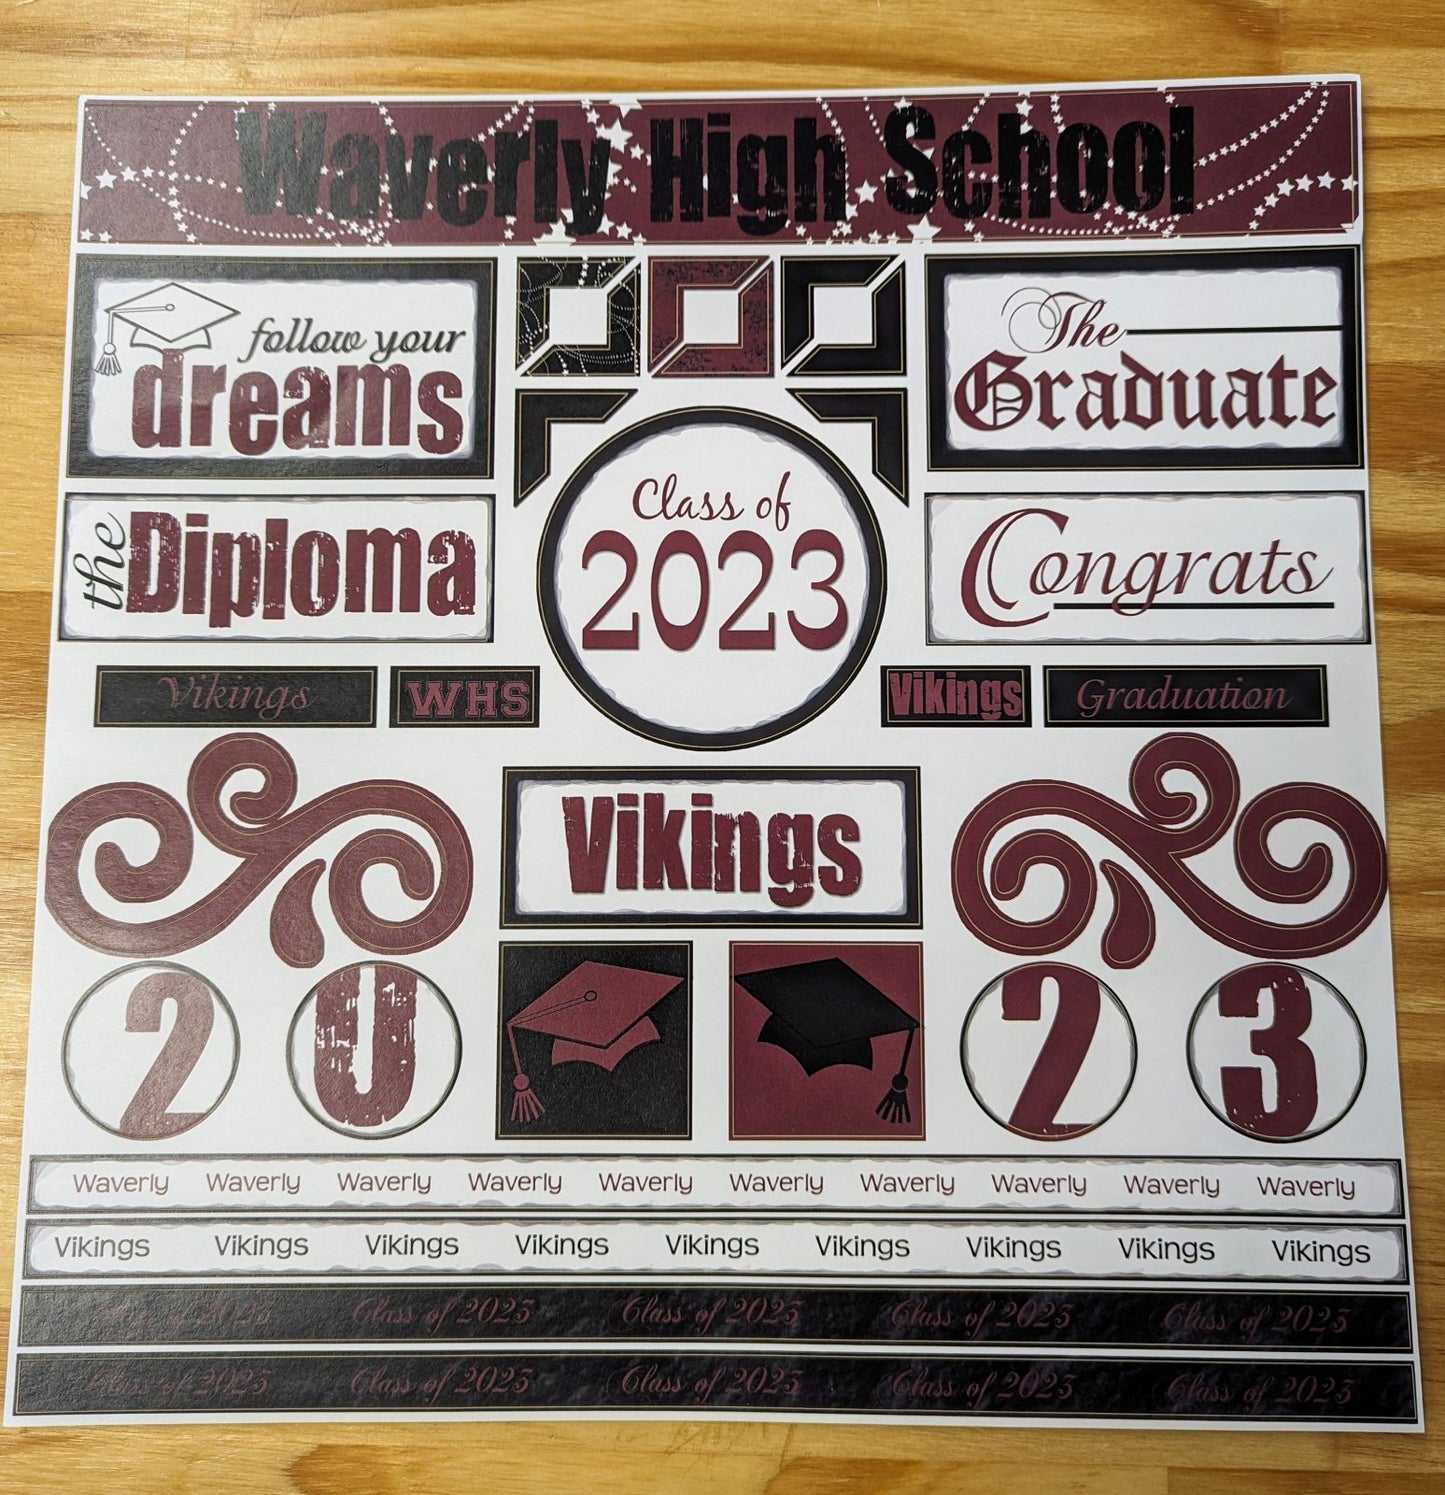 Waverly High School
follow your
dreams
The
Graduate
Class of
2023
the Diploma
Congrats
Vikings
WHS
Vikings
Graduation
Vikings
2 0 2 3
Waverly Waverly Waverly Waverly Waverly Waverly Waverly Waverly Waverly Waverly
Vikings Vikings Vikings Vikings Vikings Vikings Vikings Vikings Vikings
Class of 2023 Class of 2023 Class of 2023 Class of 2023 Class of 2023
Class of 2023 Class of 2023 Class of 2023 Class of 2023 Class of 2023